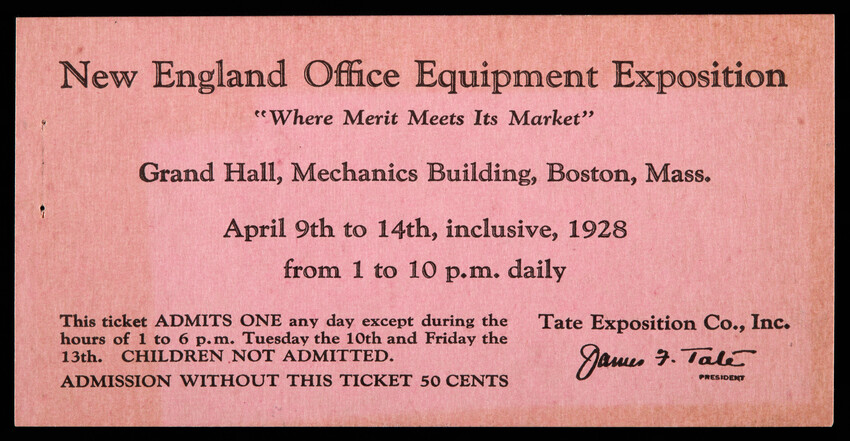 New England Office Equipment Exposition
"Where Merit Meets Its Market"
Grand Hall, Mechanics Building, Boston, Mass.
April 9th to 14th, inclusive, 1928
from 1 to 10 p.m. daily
This ticket ADMITS ONE any day except during the
hours of 1 to 6 p.m. Tuesday the 10th and Friday the
13th. CHILDREN NOT ADMITTED.
ADMISSION WITHOUT THIS TICKET 50 CENTS
Tate Exposition Co., Inc.
James F. Tate
PRESIDENT